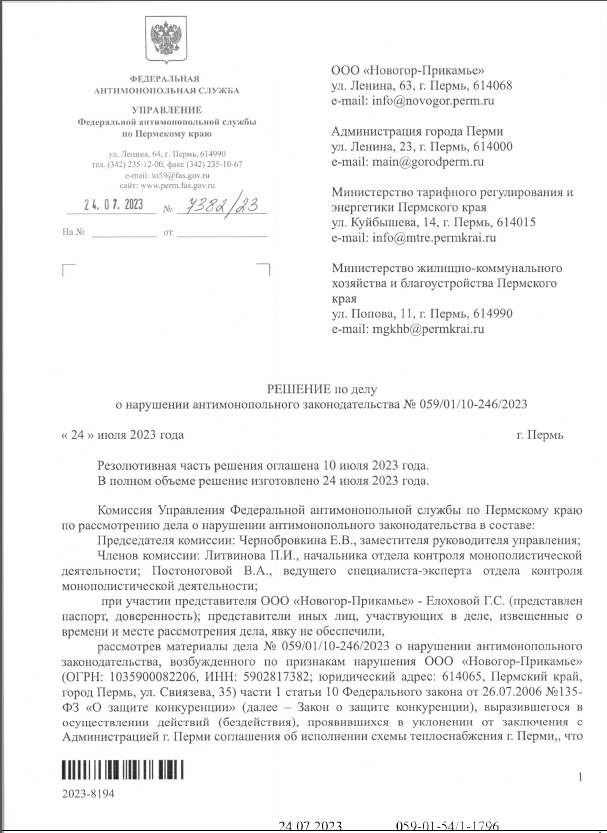 ФЕДЕРАЛЬНАЯ
АНТИМОНОПОЛЬНАЯ СЛУЖБА
УПРАВЛЕНИЕ
Федеральной антимонопольной службы
по Пермскому краю
ул. Ленина, 64, г. Пермь, 614990
тел. (342) 235-12-00, факс (342) 235-10-67
e-mail: to59@fas.gov.ru
сайт: www.perm.fas.gov.ru
24.07.2023 № 7382/23
На № от
ООО «Новогор-Прикамье»
ул. Ленина, 63, г. Пермь, 614068
e-mail: info@novogor.perm.ru
Администрация города Перми
ул. Ленина, 23, г. Пермь, 614000
e-mail: main@gorodperm.ru
Министерство тарифного регулирования и
энергетики Пермского края
ул. Куйбышева, 14, г. Пермь, 614015
e-mail: info@mtre.permkrai.ru
Министерство жилищно-коммунального
хозяйства и благоустройства Пермского
края
ул. Попова, 11, г. Пермь, 614990
e-mail: mgkhb@permkrai.ru
РЕШЕНИЕ по делу
о нарушении антимонопольного законодательства № 059/01/10-246/2023
« 24 » июля 2023 года г. Пермь
Резолютивная часть решения оглашена 10 июля 2023 года.
В полном объеме решение изготовлено 24 июля 2023 года.
Комиссия Управления Федеральной антимонопольной службы по Пермскому краю
по рассмотрению дела о нарушении антимонопольного законодательства в составе:
Председателя комиссии: Чернобровкина Е.В., заместителя руководителя управления;
Членов комиссии: Литвинова П.И., начальника отдела контроля монополистической
деятельности; Постоноговой В.А., ведущего специалиста-эксперта отдела контроля
монополистической деятельности;
при участии представителя ООО «Новогор-Прикамье» - Елоховой Г.С. (представлен
паспорт, доверенность); представители иных лиц, участвующих в деле, извещенные о
времени и месте рассмотрения дела, явку не обеспечили,
рассмотрев материалы дела № 059/01/10-246/2023 о нарушении антимонопольного
законодательства, возбужденного по признакам нарушения ООО «Новогор-Прикамье»
(ОГРН: 1035900082206, ИНН: 5902817382; юридический адрес: 614065, Пермский край,
город Пермь, ул. Свиязева, 35) части 1 статьи 10 Федерального закона от 26.07.2006 №135-
ФЗ «О защите конкуренции» (далее – Закон о защите конкуренции), выразившегося в
осуществлении действий (бездействия), проявившихся в уклонении от заключения с
Администрацией г. Перми соглашения об исполнении схемы теплоснабжения г. Перми,, что
1
2023-8194
24.07.2023 059-01-54/1-1796